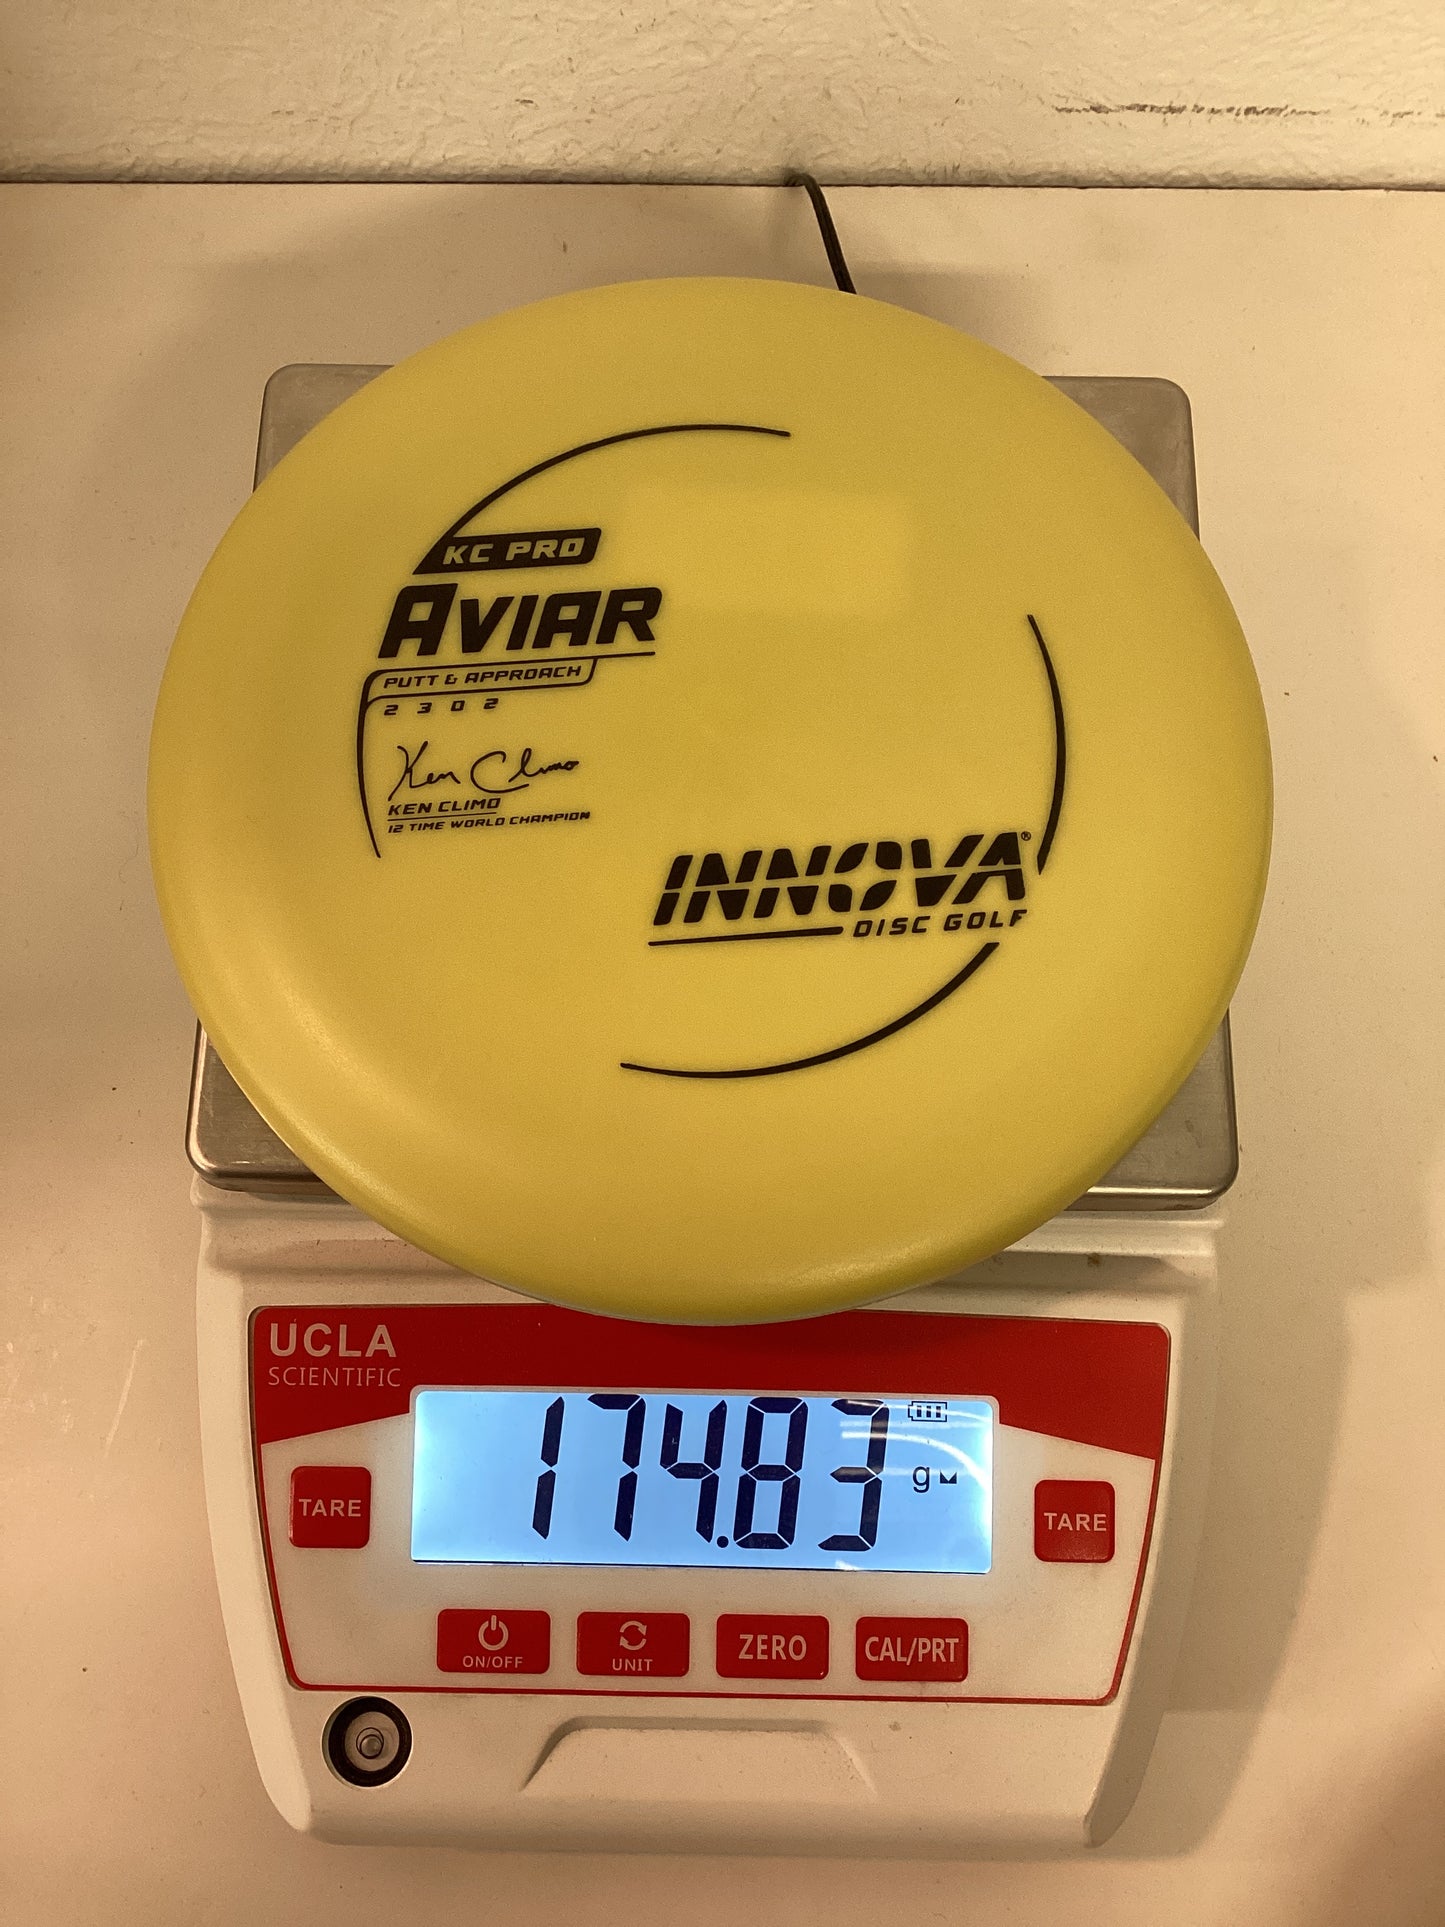 KC PRO
AVIAR
PUTT & APPROACH
2 3 0 2
Ken Climo
KEN CLIMO
12 TIME WORLD CHAMPION
INNOVA®
DISC GOLF
UCLA
SCIENTIFIC
174.83
g
TARE
TARE
ON/OFF
UNIT
ZERO
CAL/PRT